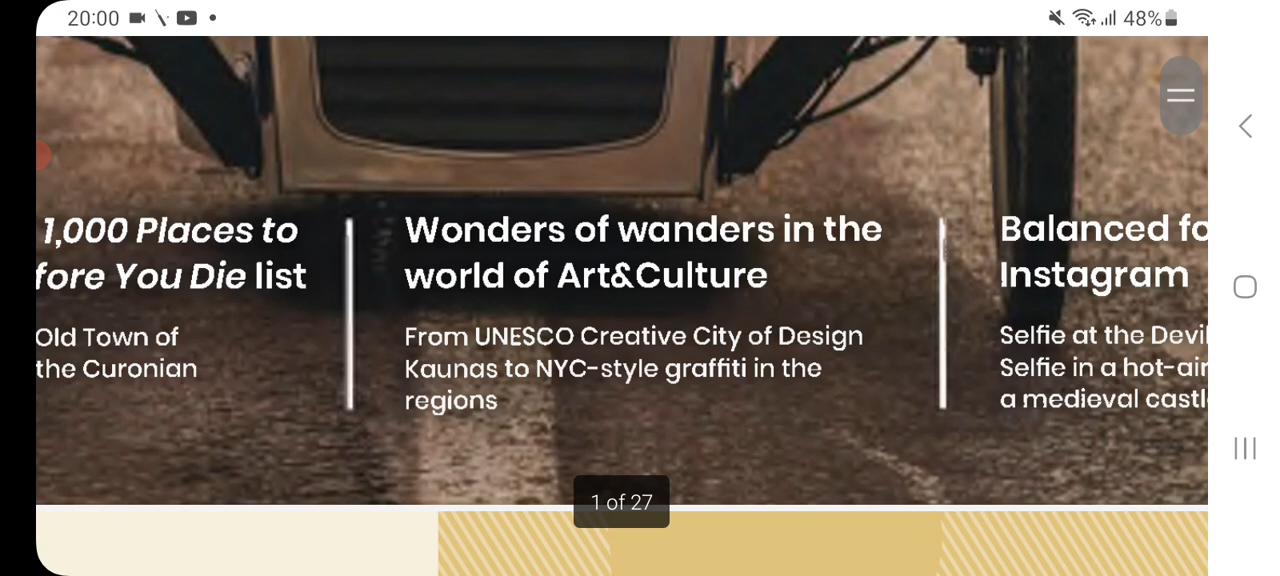 20:00
48%
1,000 Places to
fore You Die list
Old Town of
the Curonian
Wonders of wanders in the
world of Art&Culture
From UNESCO Creative City of Design
Kaunas to NYC-style graffiti in the
regions
Balanced fo
Instagram
Selfie at the Devil
Selfie in a hot-air
a medieval castl
1 of 27